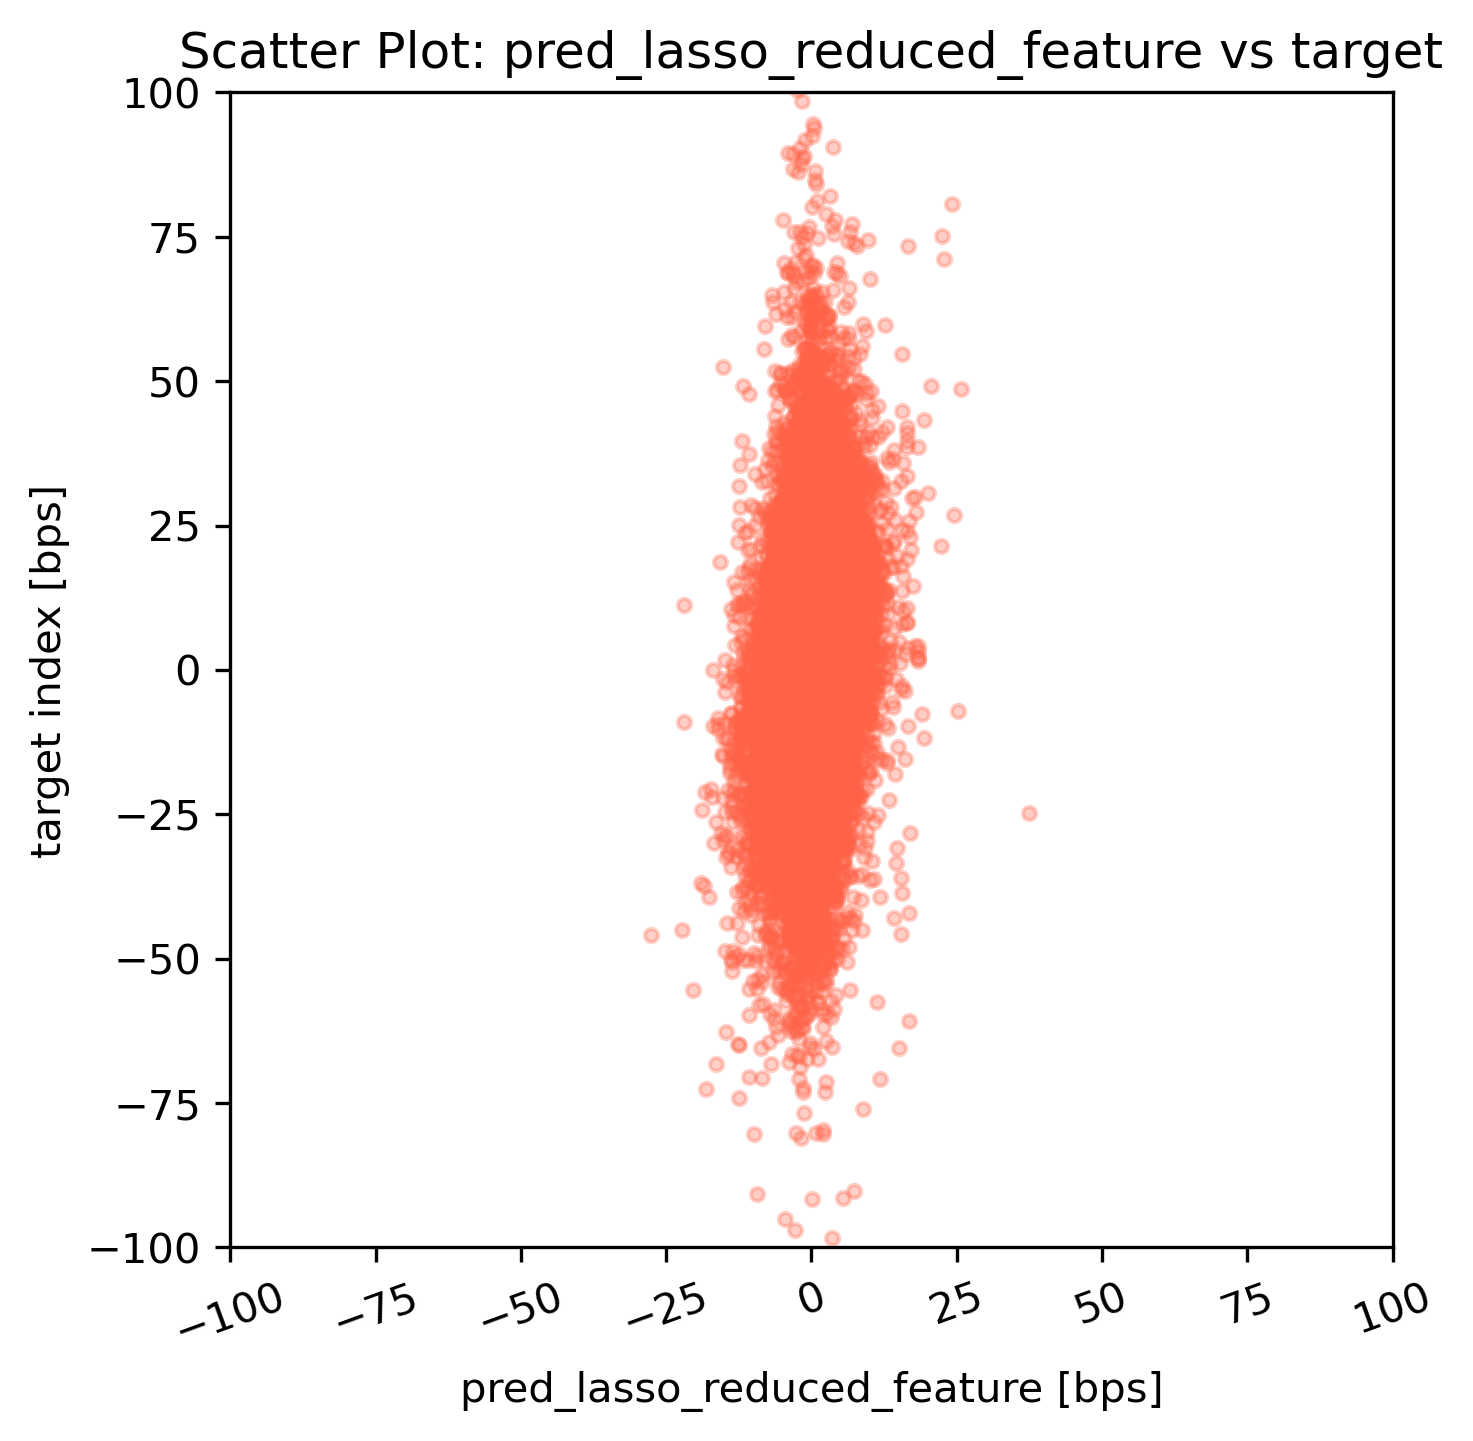 Scatter Plot: pred_lasso_reduced_feature vs target
100
75
50
25
0
−25
−50
−75
−100
target index [bps]
−100 −75 −50 −25 0 25 50 75 100
pred_lasso_reduced_feature [bps]